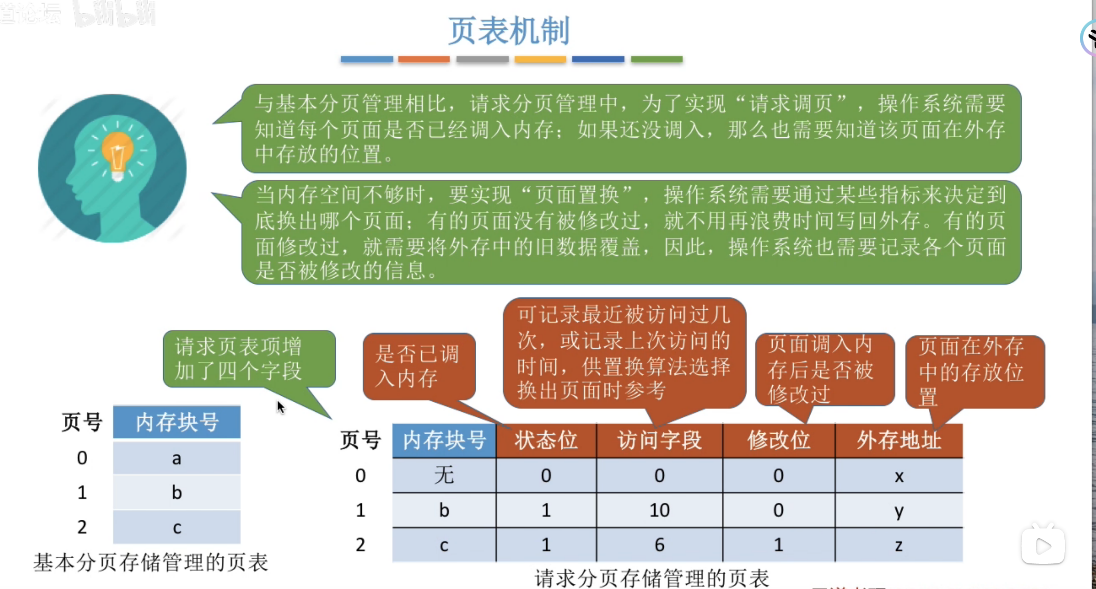 页表机制
与基本分页管理相比，请求分页管理中，为了实现“请求调页”，操作系统需要
知道每个页面是否已经调入内存；如果还没调入，那么也需要知道该页面在外存
中存放的位置。
当内存空间不够时，要实现“页面置换”，操作系统需要通过某些指标来决定到
底换出哪个页面；有的页面没有被修改过，就不用再浪费时间写回外存。有的页
面修改过，就需要将外存中的旧数据覆盖，因此，操作系统也需要记录各个页面
是否被修改的信息。
请求页表项增
加了四个字段
是否已调
入内存
可记录最近被访问过几
次，或记录上次访问的
时间，供置换算法选择
换出页面时参考
页面调入内
存后是否被
修改过
页面在外存
中的存放位
置
页号 内存块号
0 a
1 b
2 c
基本分页存储管理的页表
页号 内存块号 状态位 访问字段 修改位 外存地址
0 无 0 0 0 x
1 b 1 10 0 y
2 c 1 6 1 z
请求分页存储管理的页表